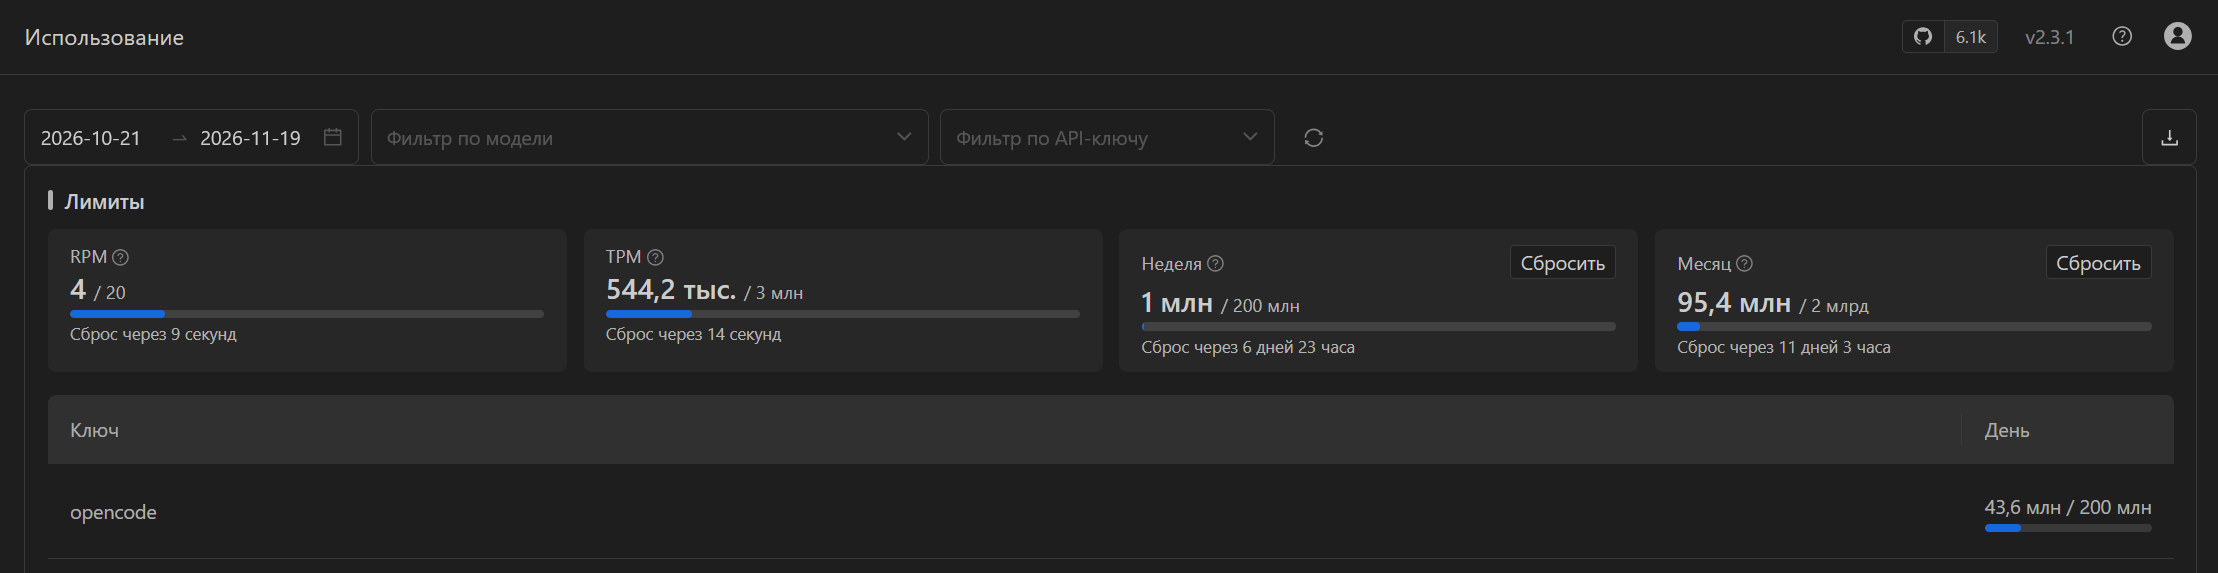 Использование
6.1k
v2.3.1
2026-10-21 → 2026-11-19
Фильтр по модели
Фильтр по API-ключу
Лимиты
RPM
4 / 20
Сброс через 9 секунд
TPM
544,2 тыс. / 3 млн
Сброс через 14 секунд
Неделя
Сбросить
1 млн / 200 млн
Сброс через 6 дней 23 часа
Месяц
Сбросить
95,4 млн / 2 млрд
Сброс через 11 дней 3 часа
Ключ
День
opencode
43,6 млн / 200 млн